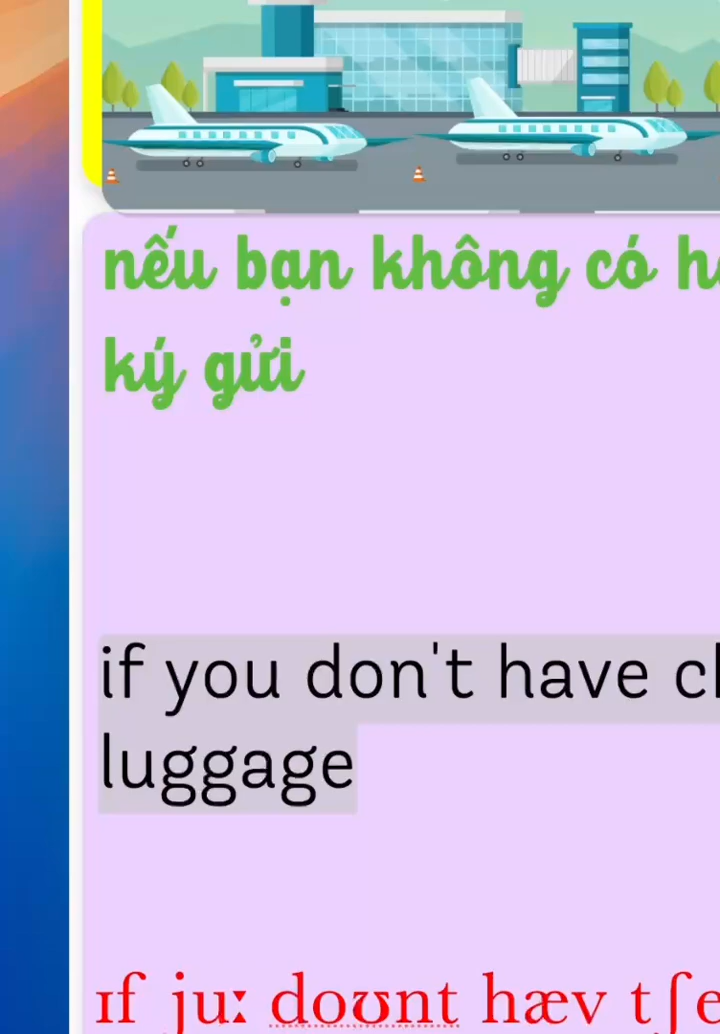 nếu bạn không có
ký gửi
if you don't have
luggage
ɪf juː doʊnt hæv